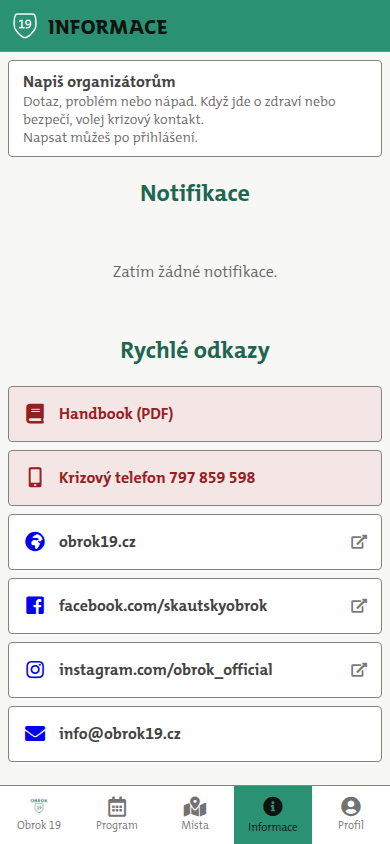 19
INFORMACE
Napiš organizátorům
Dotaz, problém nebo nápad. Když jde o zdraví nebo
bezpečí, volej krizový kontakt.
Napsat můžeš po přihlášení.
Notifikace
Zatím žádné notifikace.
Rychlé odkazy
Handbook (PDF)
Krizový telefon 797 859 598
obrok19.cz
facebook.com/skautskyobrok
instagram.com/obrok_official
info@obrok19.cz
OBROK
19
Obrok 19
Program
Místa
Informace
Profil